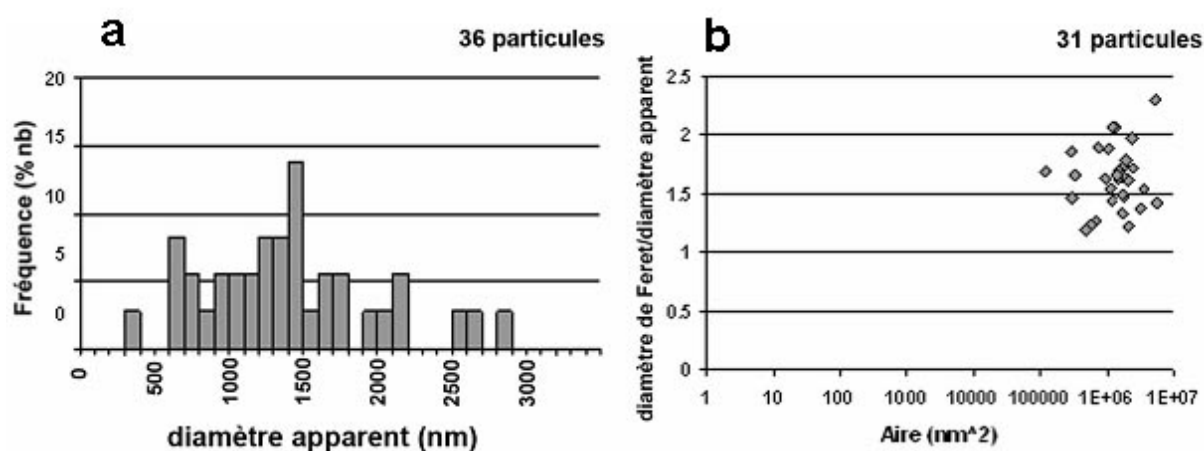 a
36 particules
20
15
10
5
0
Fréquence (% nb)
0
500
1000
1500
2000
2500
3000
diamètre apparent (nm)
b
31 particules
2.5
2
1.5
1
0.5
0
diamètre de Feret/diamètre apparent
1
10
100
1000
10000
100000
1E+06
1E+07
Aire (nm^2)